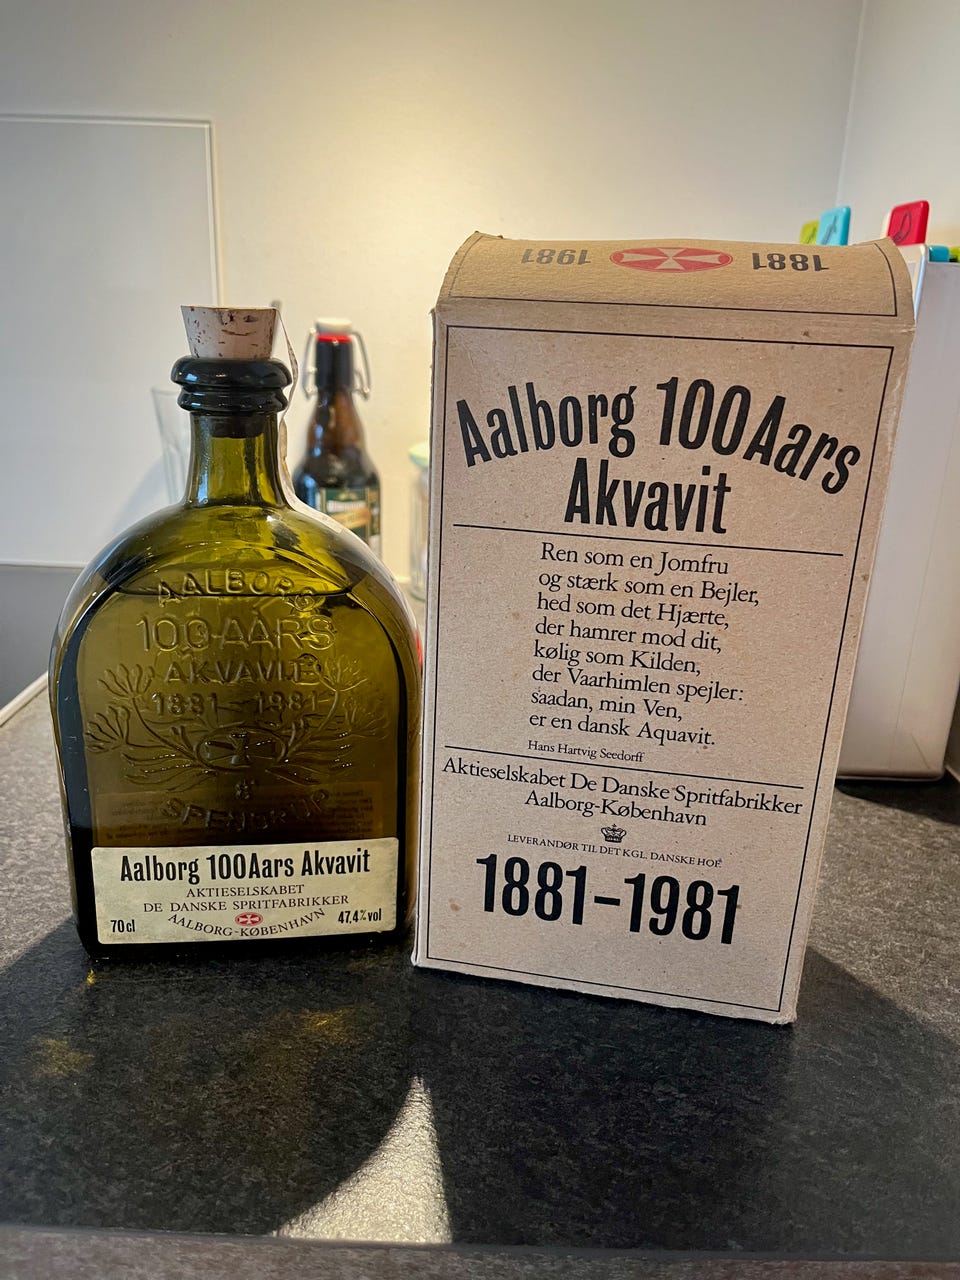 1881 1981
Aalborg 100Aars
Akvavit
Ren som en Jomfru
og stærk som en Bejler,
hed som det Hjærte,
der hamrer mod dit,
kølig som Kilden,
der Vaarhimlen spejler:
saadan, min Ven,
er en dansk Aquavit.
Hans Hartvig Seedorff
Aktieselskabet De Danske Spritfabrikker
Aalborg-København
LEVERANDØR TIL DET KGL. DANSKE HOF.
1881-1981
AALBORG
100 AARS
AKVAVIT
1881 1981
Aalborg 100Aars Akvavit
AKTIESELSKABET
DE DANSKE SPRITFABRIKKER
AALBORG-KØBENHAVN
70cl
47,4% vol